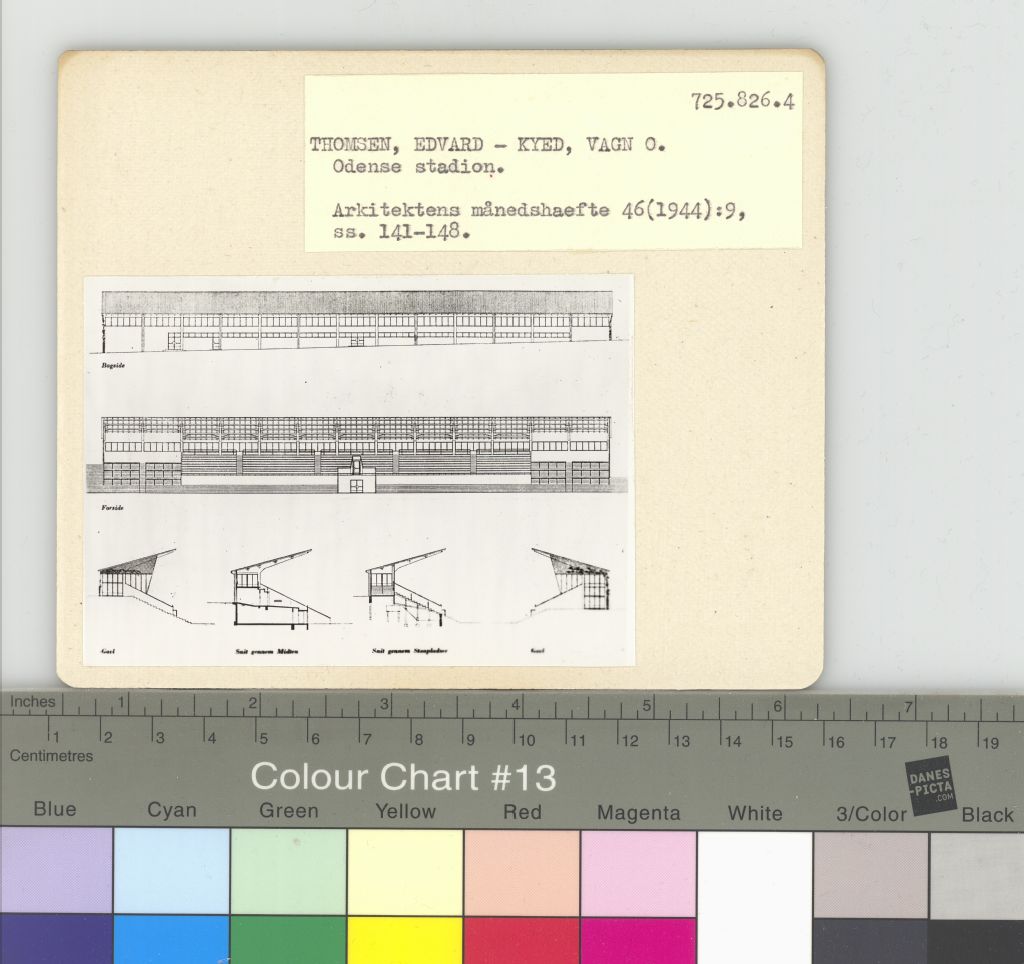 725.826.4
THOMSEN, EDVARD - KYED, VAGN O.
Odense stadion.
Arkitektens månedshaefte 46(1944):9,
ss. 141-148.
Bagside
Forside
Gavl Snit gennem Midten Snit gennem Staapladser Gavl
Inches 1 2 3 4 5 6 7
1 2 3 4 5 6 7 8 9 10 11 12 13 14 15 16 17 18 19
Centimetres
Colour Chart #13
DANES
-PICTA
.COM
Blue Cyan Green Yellow Red Magenta White 3/Color Black